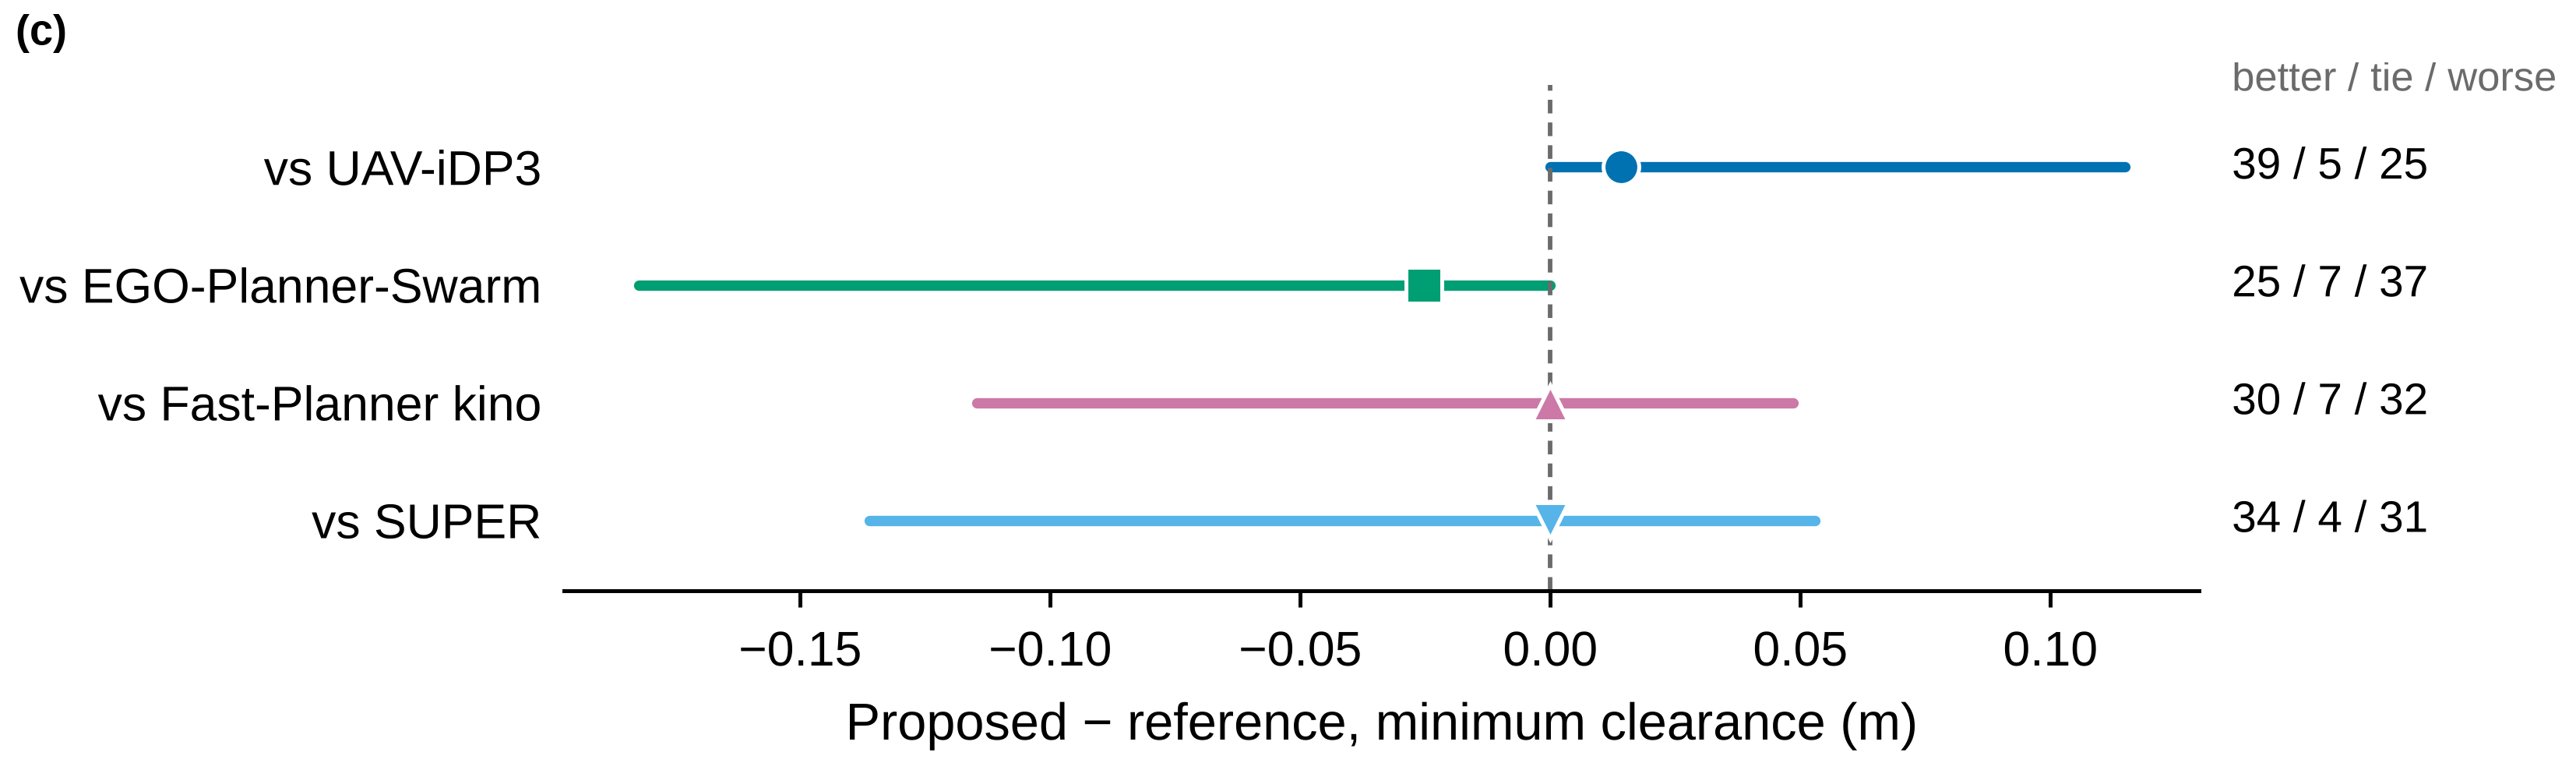 (c)
better / tie / worse
vs UAV-iDP3 39 / 5 / 25
vs EGO-Planner-Swarm 25 / 7 / 37
vs Fast-Planner kino 30 / 7 / 32
vs SUPER 34 / 4 / 31
−0.15 −0.10 −0.05 0.00 0.05 0.10
Proposed − reference, minimum clearance (m)